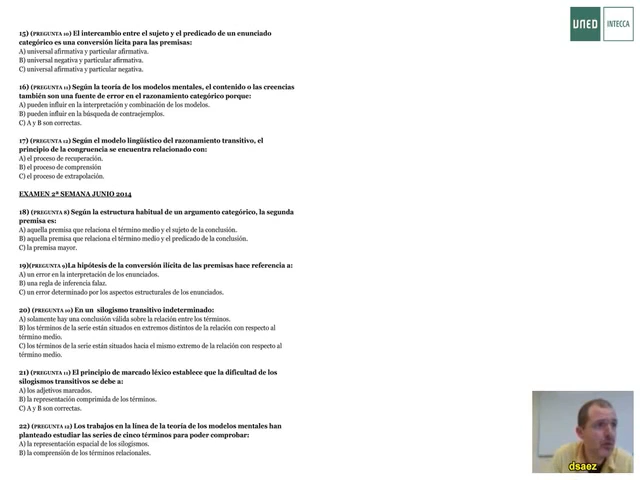 UNED INTECCA
15) (PREGUNTA 10) El intercambio entre el sujeto y el predicado de un enunciado
categórico es una conversión lícita para las premisas:
A) universal afirmativa y particular afirmativa.
B) universal negativa y particular afirmativa.
C) universal afirmativa y particular negativa.
16) (PREGUNTA 11) Según la teoría de los modelos mentales, el contenido o las creencias
también son una fuente de error en el razonamiento categórico porque:
A) pueden influir en la interpretación y combinación de los modelos.
B) pueden influir en la búsqueda de contraejemplos.
C) A y B son correctas.
17) (PREGUNTA 12) Según el modelo lingüístico del razonamiento transitivo, el
principio de la congruencia se encuentra relacionado con:
A) el proceso de recuperación.
B) el proceso de comprensión
C) el proceso de extrapolación.
EXAMEN 2ª SEMANA JUNIO 2014
18) (PREGUNTA 8) Según la estructura habitual de un argumento categórico, la segunda
premisa es:
A) aquella premisa que relaciona el término medio y el sujeto de la conclusión.
B) aquella premisa que relaciona el término medio y el predicado de la conclusión.
C) la premisa mayor.
19)(PREGUNTA 9)La hipótesis de la conversión ilícita de las premisas hace referencia a:
A) un error en la interpretación de los enunciados.
B) una regla de inferencia falaz.
C) un error determinado por los aspectos estructurales de los enunciados.
20) (PREGUNTA 10) En un silogismo transitivo indeterminado:
A) solamente hay una conclusión válida sobre la relación entre los términos.
B) los términos de la serie están situados en extremos distintos de la relación con respecto al
término medio.
C) los términos de la serie están situados hacia el mismo extremo de la relación con respecto al
término medio.
21) (PREGUNTA 11) El principio de marcado léxico establece que la dificultad de los
silogismos transitivos se debe a:
A) los adjetivos marcados.
B) la representación comprimida de los términos.
C) A y B son correctas.
22) (PREGUNTA 12) Los trabajos en la línea de la teoría de los modelos mentales han
planteado estudiar las series de cinco términos para poder comprobar:
A) la representación espacial de los silogismos.
B) la comprensión de los términos relacionales.
dsaez